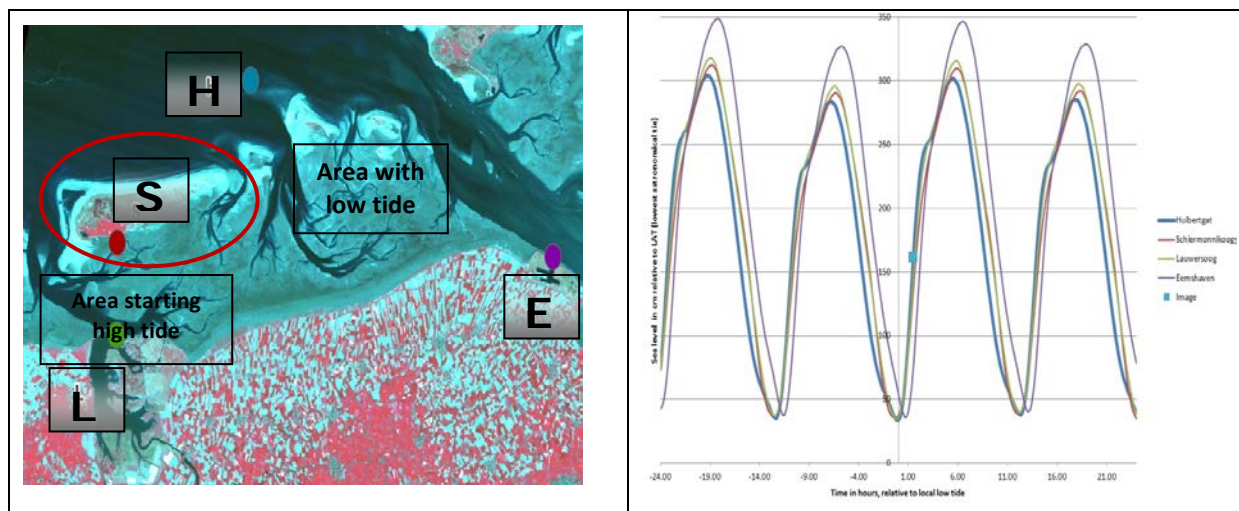 H
S
Area with
low tide
Area starting
high tide
E
L
350
300
250
200
150
100
50
0
-24.00 -19.00 -14.00 -9.00 -4.00 1.00 6.00 11.00 16.00 21.00
Time in hours, relative to local low tide
Sea level in cm relative to LAT (lowest astronomical tie)
Hulbertgat
Schiermonnikoog
Lauwersoog
Eemshaven
Image